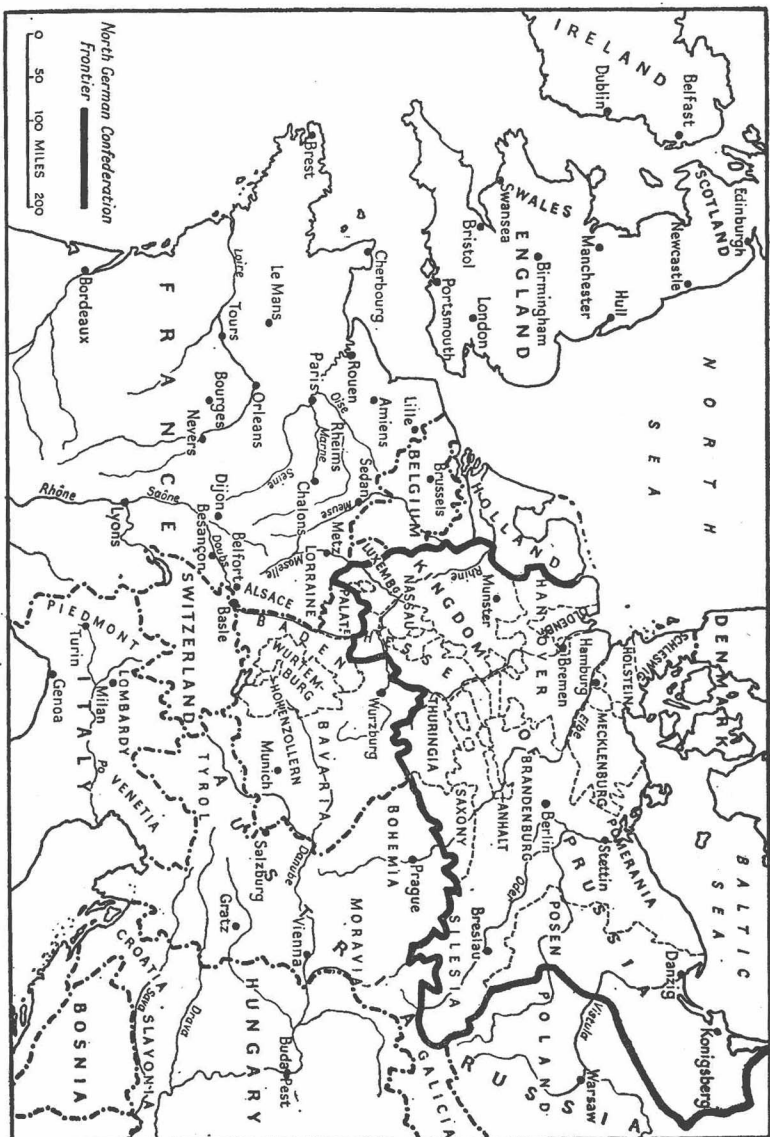 IRELAND
Belfast
Dublin
SCOTLAND
Edinburgh
Newcastle
WALES
Swansea
ENGLAND
Manchester
Hull
Birmingham
Bristol
London
Portsmouth
NORTH
SEA
DENMARK
SCHLESWIG
HOLSTEIN
BALTIC
SEA
HOLLAND
BELGIUM
Brussels
Lille
LUXEMBG
KINGDOM
OF
PRUSSIA
Rhine
Munster
HANOVER
OLDENBG
Bremen
Hamburg
Elbe
MECKLENBURG
POMERANIA
Stettin
Danzig
Konigsberg
BRANDENBURG
Berlin
ANHALT
Oder
POSEN
POLAND
Vistula
Warsaw
RUSSIA
NASSAU
HESSE
THURINGIA
SAXONY
SILESIA
Breslau
PALATE
Wurzburg
BOHEMIA
Prague
MORAVIA
GALICIA
Brest
Cherbourg
Rouen
Amiens
Oise
Paris
Marne
Rheims
Sedan
Meuse
Chalons
Seine
Metz
LORRAINE
Moselle
ALSACE
Le Mans
Loire
Tours
Orleans
Bourges
Nevers
Dijon
Saône
Besançon
Doubs
Belfort
Basle
FRANCE
Bordeaux
Rhône
Lyons
BADEN
WURTEMBURG
HOHENZOLLERN
BAVARIA
Munich
Salzburg
Danube
Vienna
AUSTRIA
SWITZERLAND
TYROL
Gratz
HUNGARY
Buda
Pest
PIEDMONT
Turin
Milan
LOMBARDY
Po
VENETIA
Genoa
ITALY
CROATIA
Drava
Sava
SLAVONIA
BOSNIA
North German Confederation
Frontier
0 50 100 MILES 200